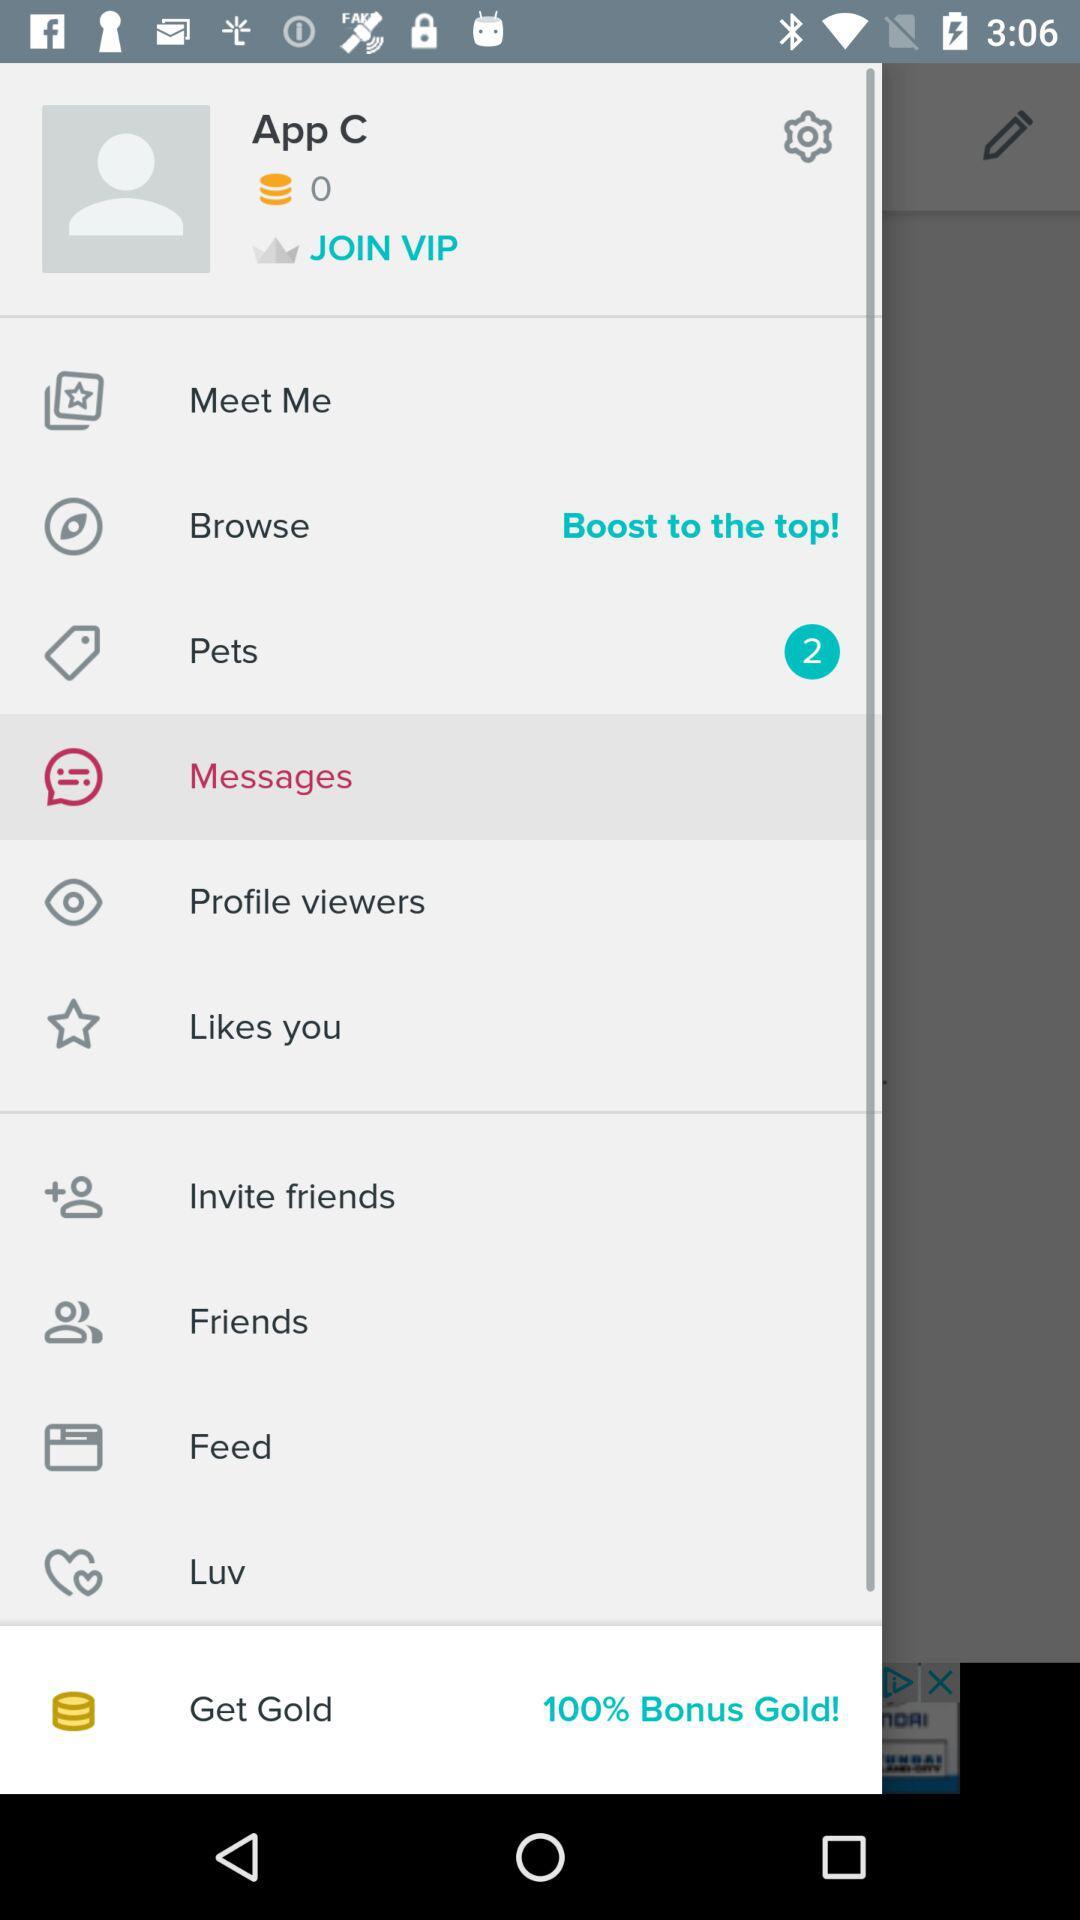 FAKE
3:06
App C
0
JOIN VIP
Meet Me
Browse Boost to the top!
Pets 2
Messages
Profile viewers
Likes you
Invite friends
Friends
Feed
Luv
Get Gold 100% Bonus Gold!